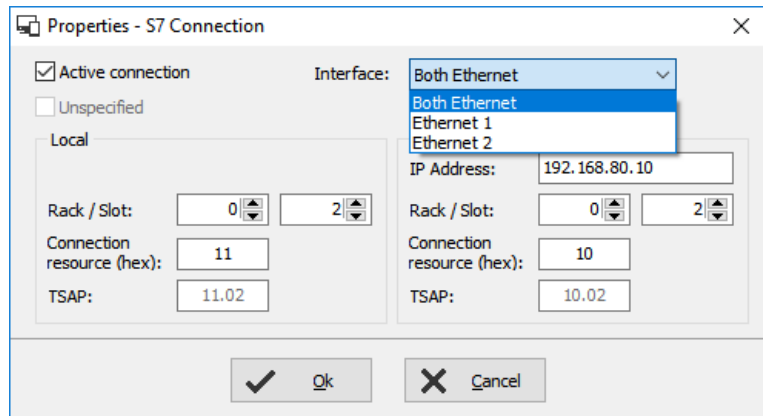 Properties - S7 Connection
Active connection
Interface:
Both Ethernet
Unspecified
Both Ethernet
Ethernet 1
Ethernet 2
Local
IP Address:
192.168.80.10
Rack / Slot:
0
2
Rack / Slot:
0
2
Connection
resource (hex):
11
Connection
resource (hex):
10
TSAP:
11.02
TSAP:
10.02
Ok
Cancel